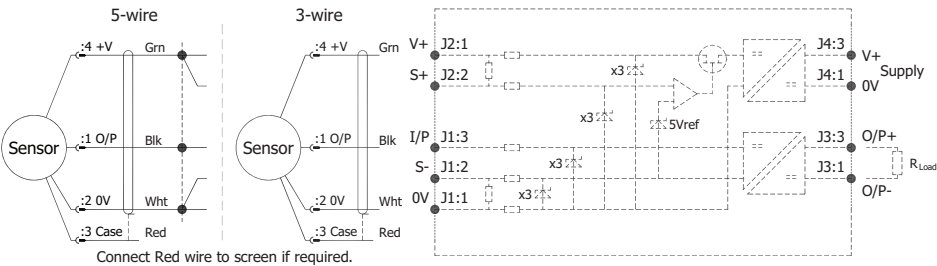 5-wire
:4 +V Grn
Sensor
:1 O/P Blk
:2 0V Wht
:3 Case Red
3-wire
:4 +V Grn
Sensor
:1 O/P Blk
:2 0V Wht
:3 Case Red
Connect Red wire to screen if required.
V+ J2:1
S+ J2:2
I/P J1:3
S- J1:2
0V J1:1
x3
x3
x3
x3
5Vref
J4:3 V+
Supply
J4:1 0V
J3:3 O/P+
RLoad
J3:1 O/P-